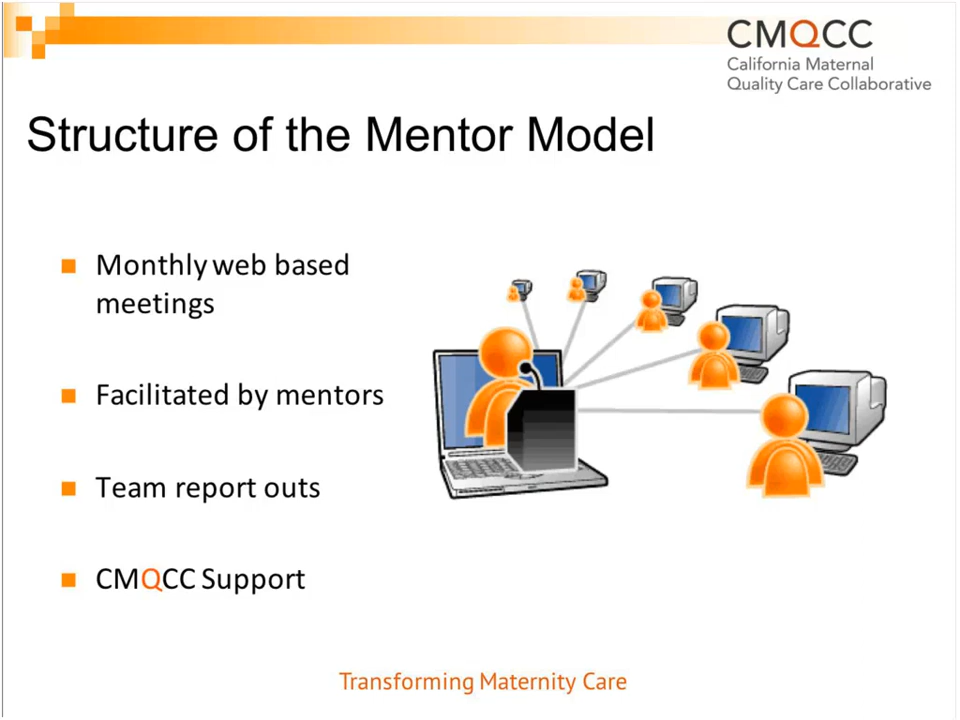 CMQCC
California Maternal
Quality Care Collaborative
Structure of the Mentor Model
Monthly web based
meetings
Facilitated by mentors
Team report outs
CMQCC Support
Transforming Maternity Care